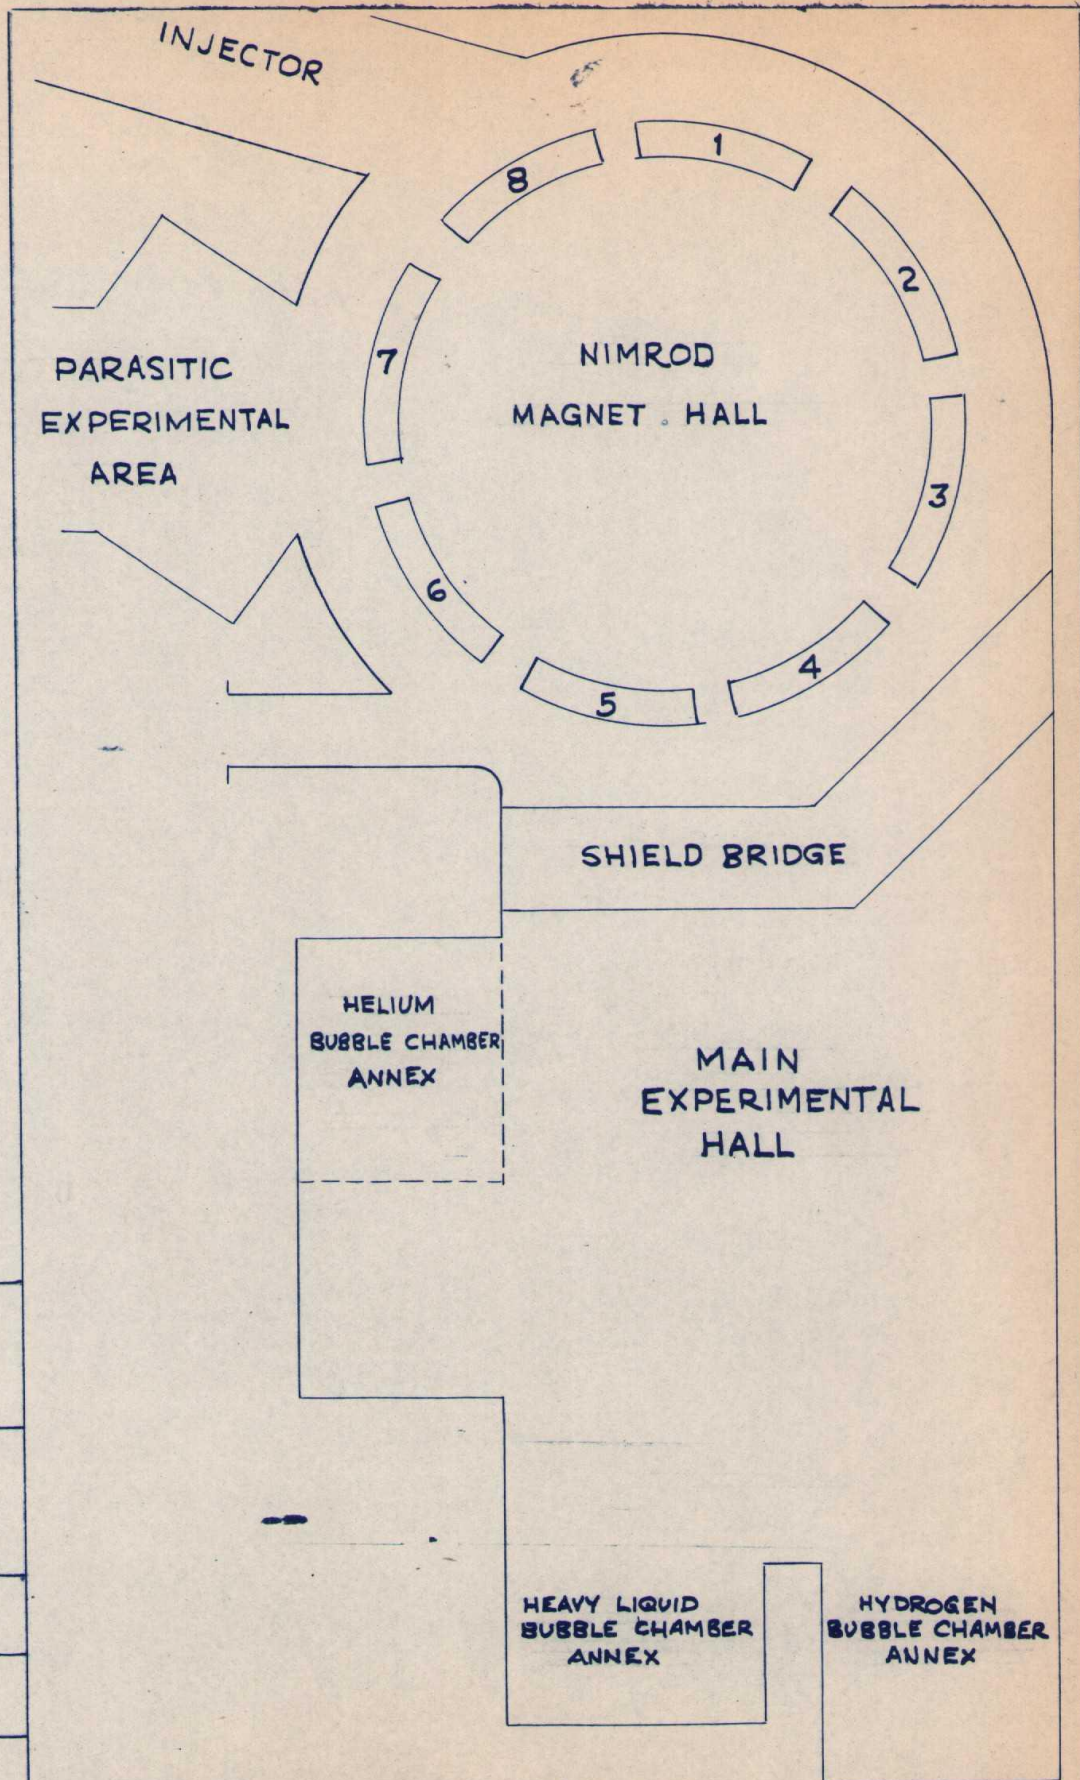 INJECTOR
1
8
2
7
NIMROD
MAGNET . HALL
PARASITIC
EXPERIMENTAL
AREA
3
6
4
5
SHIELD BRIDGE
HELIUM
BUBBLE CHAMBER
ANNEX
MAIN
EXPERIMENTAL
HALL
HEAVY LIQUID
BUBBLE CHAMBER
ANNEX
HYDROGEN
BUBBLE CHAMBER
ANNEX